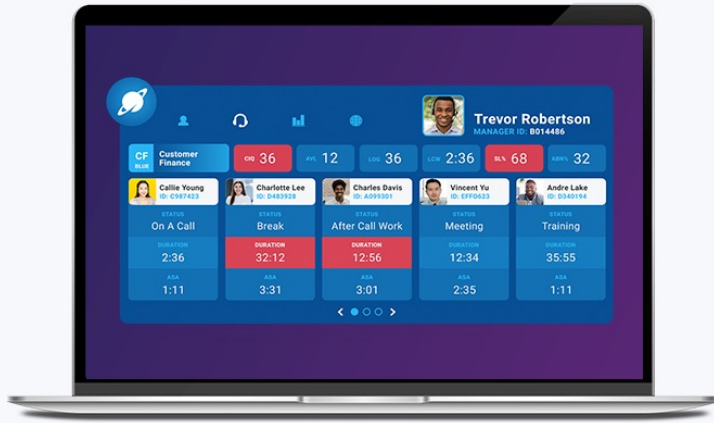 Trevor Robertson
MANAGER ID: B014486
CF
BLUE
Customer
Finance
CIQ 36
AVL 12
LOG 36
LCW 2:36
SL% 68
ABN% 32
Callie Young
ID: C987423
Charlotte Lee
ID: D483928
Charles Davis
ID: A099301
Vincent Yu
ID: EFF0623
Andre Lake
ID: D340194
STATUS
On A Call
STATUS
Break
STATUS
After Call Work
STATUS
Meeting
STATUS
Training
DURATION
2:36
DURATION
32:12
DURATION
12:56
DURATION
12:34
DURATION
35:55
ASA
1:11
ASA
3:31
ASA
3:01
ASA
2:35
ASA
1:11